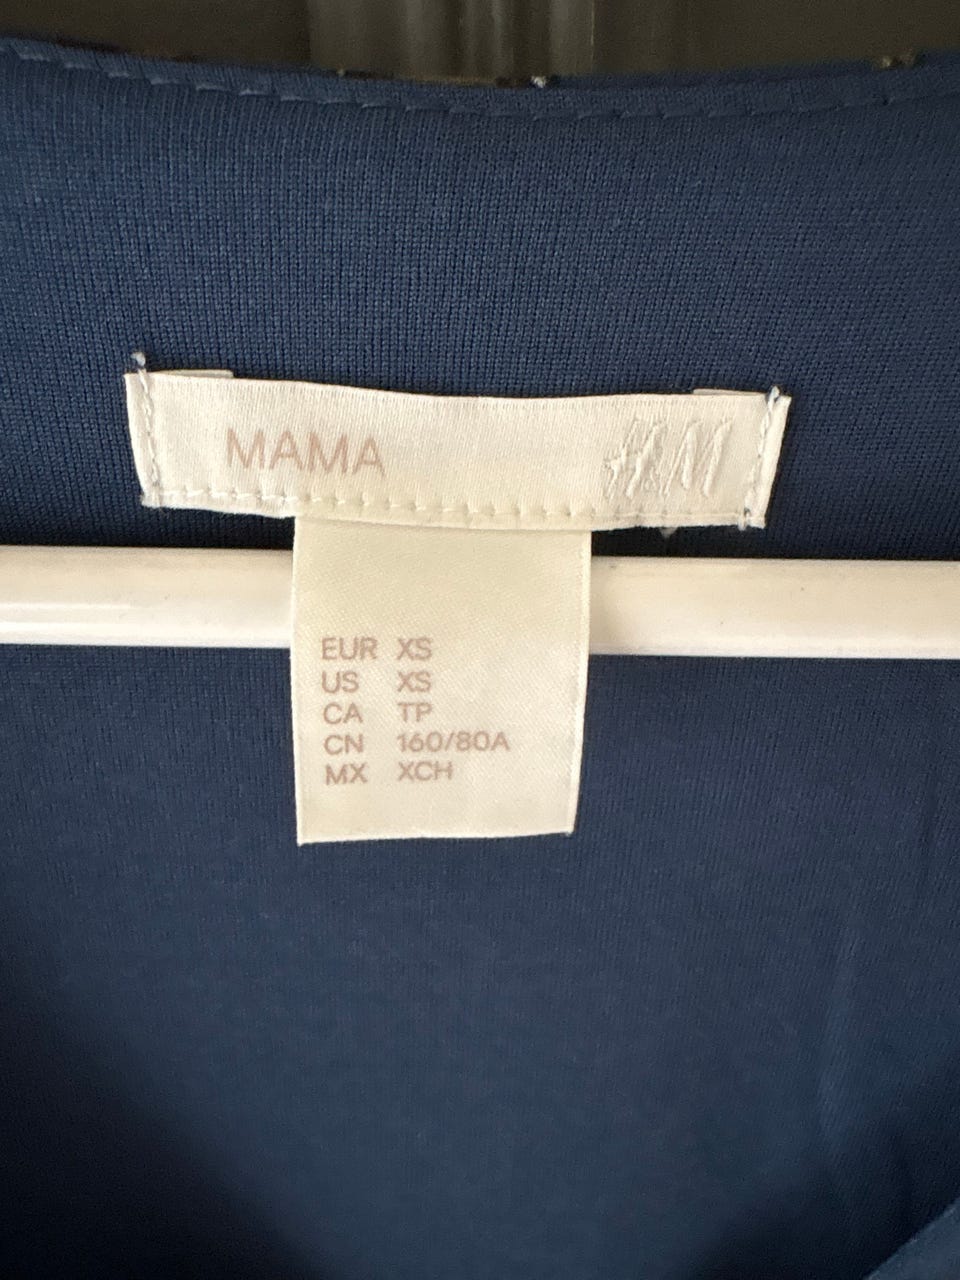 MAMA H&M
EUR XS
US XS
CA TP
CN 160/80A
MX XCH